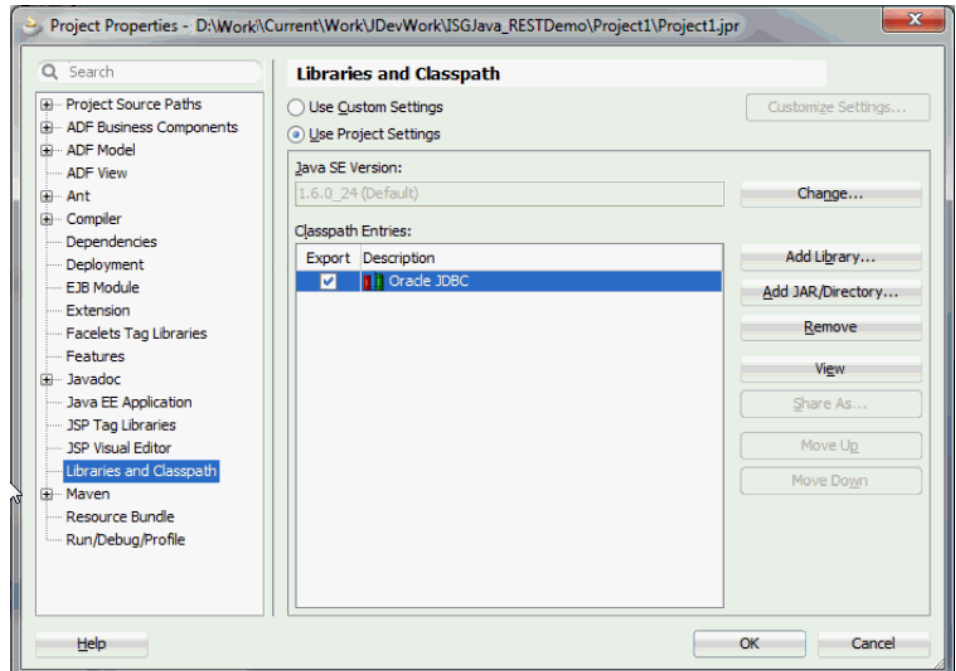 Project Properties - D:\Work\Current\Work\JDevWork\ISGJava_RESTDemo\Project1\Project1.jpr
x
Search
Project Source Paths
ADF Business Components
ADF Model
ADF View
Ant
Compiler
Dependencies
Deployment
EJB Module
Extension
Facelets Tag Libraries
Features
Javadoc
Java EE Application
JSP Tag Libraries
JSP Visual Editor
Libraries and Classpath
Maven
Resource Bundle
Run/Debug/Profile
Libraries and Classpath
Use Custom Settings
Customize Settings...
Use Project Settings
Java SE Version:
1.6.0_24 (Default)
Change...
Classpath Entries:
Export Description
Oracle JDBC
Add Library...
Add JAR/Directory...
Remove
View
Share As...
Move Up
Move Down
Help
OK
Cancel